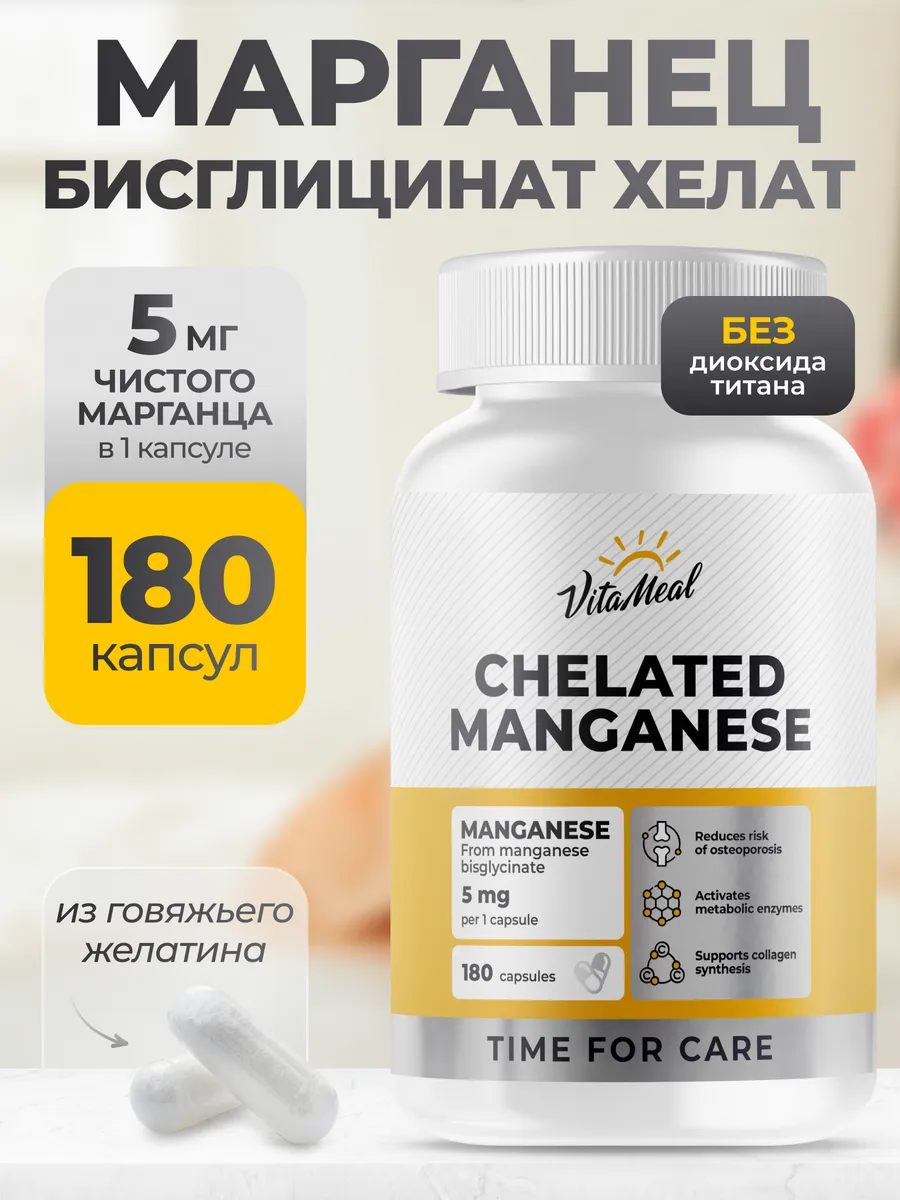 МАРГАНЕЦ
БИСГЛИЦИНАТ ХЕЛАТ
5 мг
ЧИСТОГО
МАРГАНЦА
в 1 капсуле
180
капсул
БЕЗ
диоксида
титана
VitaMeal
CHELATED
MANGANESE
MANGANESE
From manganese
bisglycinate
5 mg
per 1 capsule
180 capsules
Reduces risk
of osteoporosis
Activates
metabolic enzymes
C C C
Supports collagen
synthesis
TIME FOR CARE
из говяжьего
желатина